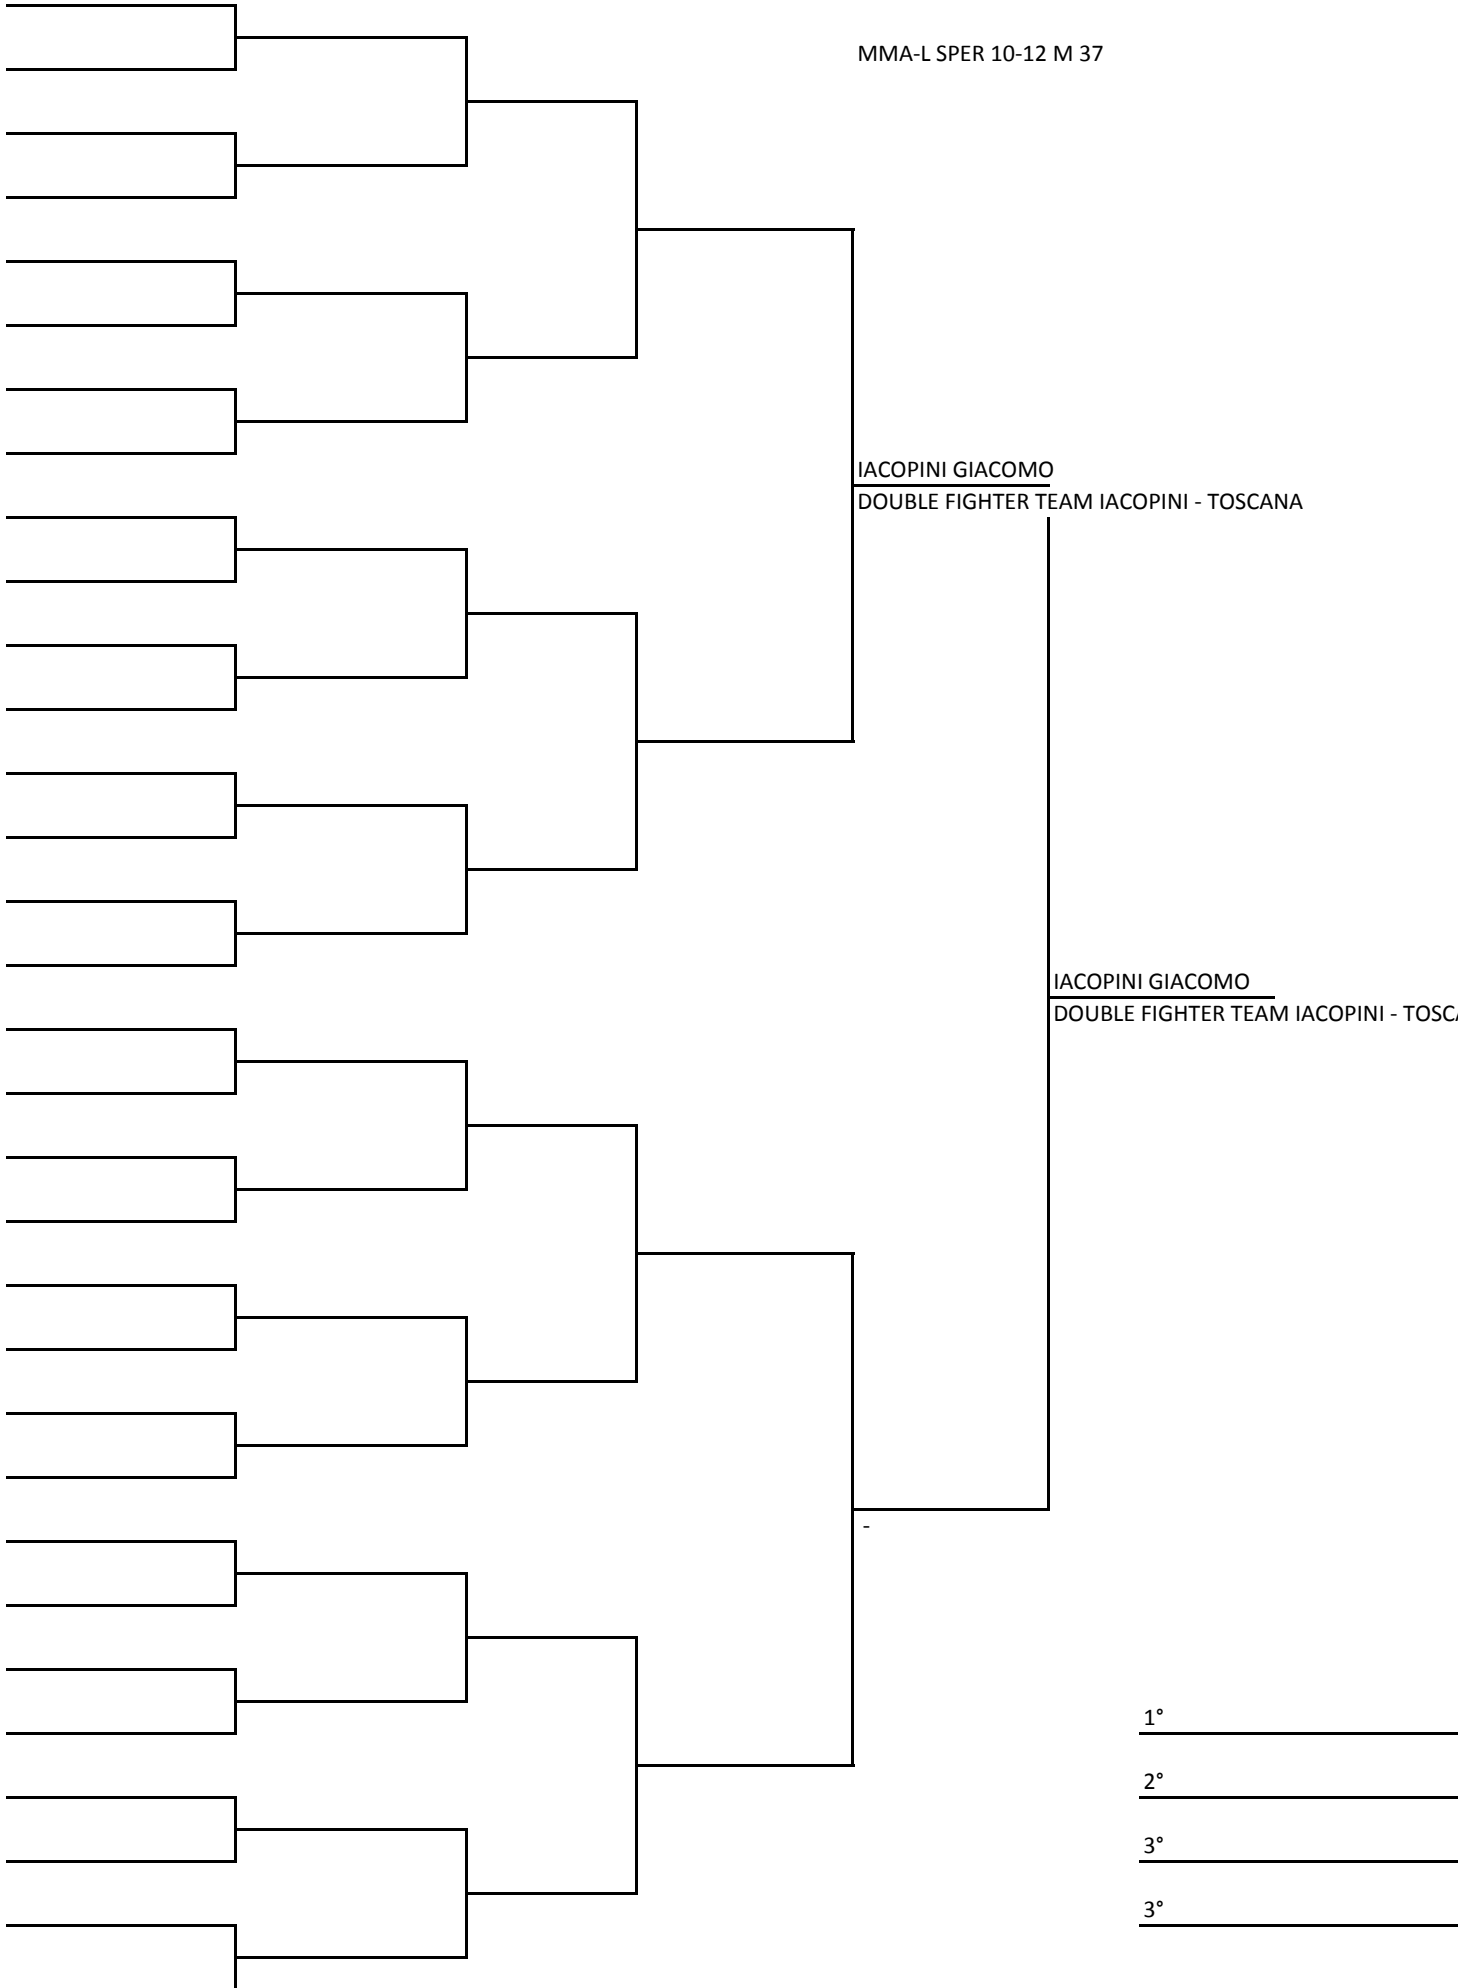 MMA-L SPER 10-12 M 37
IACOPINI GIACOMO
DOUBLE FIGHTER TEAM IACOPINI - TOSCANA
IACOPINI GIACOMO
DOUBLE FIGHTER TEAM IACOPINI - TOSCA
-
1°
2°
3°
3°